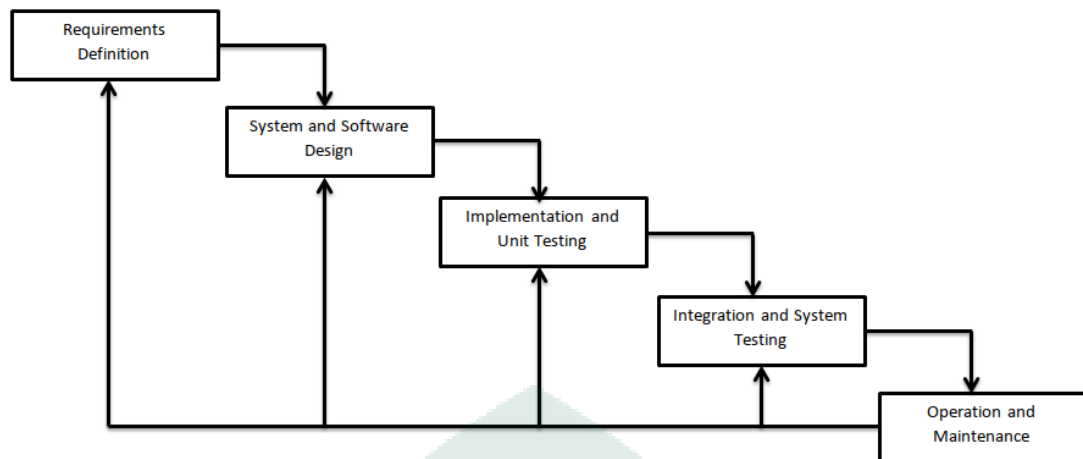 Requirements
Definition
System and Software
Design
Implementation and
Unit Testing
Integration and System
Testing
Operation and
Maintenance